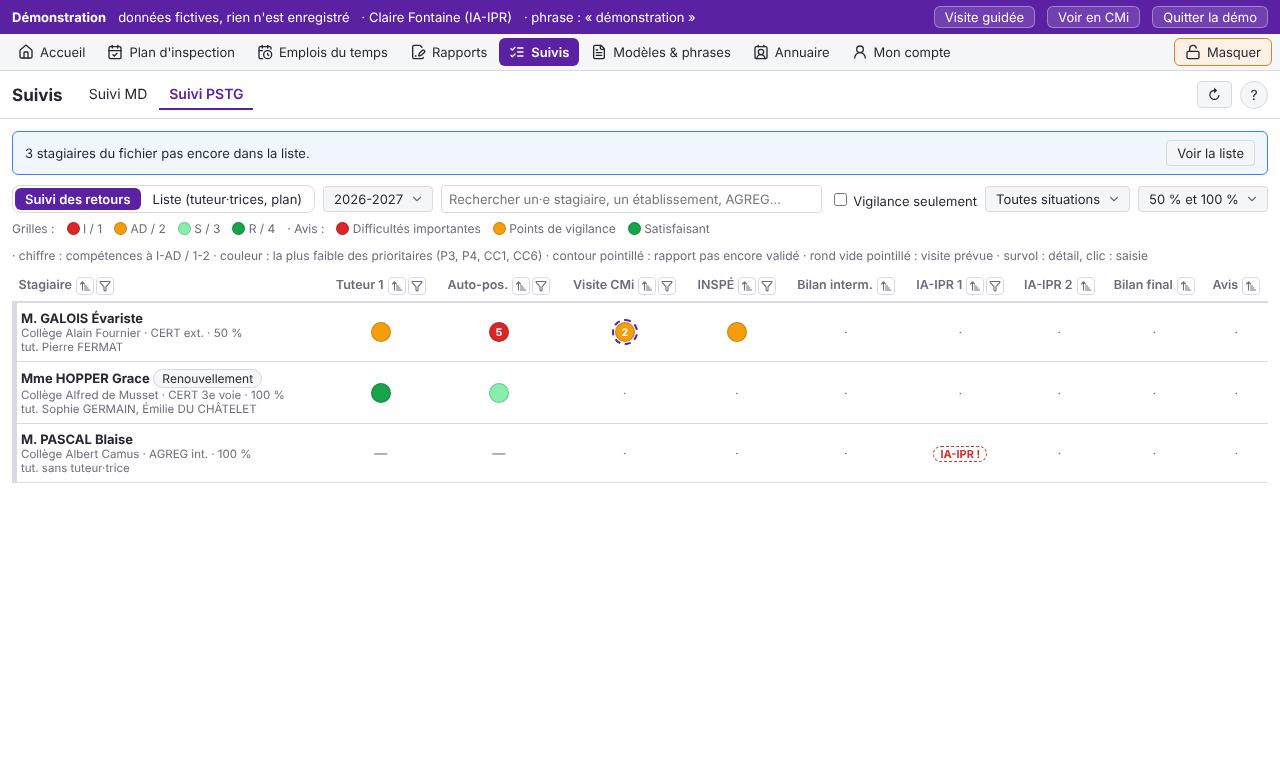 Démonstration données fictives, rien n'est enregistré · Claire Fontaine (IA-IPR) · phrase : « démonstration » Visite guidée Voir en CMi Quitter la démo
Accueil Plan d'inspection Emplois du temps Rapports Suivis Modèles & phrases Annuaire Mon compte Masquer
Suivis Suivi MD Suivi PSTG ?
3 stagiaires du fichier pas encore dans la liste. Voir la liste
Suivi des retours Liste (tuteur·trices, plan) 2026-2027 Rechercher un·e stagiaire, un établissement, AGREG... Vigilance seulement Toutes situations 50 % et 100 %
Grilles : I / 1 AD / 2 S / 3 R / 4 · Avis : Difficultés importantes Points de vigilance Satisfaisant
· chiffre : compétences à I-AD / 1-2 · couleur : la plus faible des prioritaires (P3, P4, CC1, CC6) · contour pointillé : rapport pas encore validé · rond vide pointillé : visite prévue · survol : détail, clic : saisie
Stagiaire Tuteur 1 Auto-pos. Visite CMi INSPÉ Bilan interm. IA-IPR 1 IA-IPR 2 Bilan final Avis
M. GALOIS Évariste
Collège Alain Fournier · CERT ext. · 50 % 5 2 · · · · ·
tut. Pierre FERMAT
Mme HOPPER Grace Renouvellement
Collège Alfred de Musset · CERT 3e voie · 100 % · · · · · · ·
tut. Sophie GERMAIN, Émilie DU CHÂTELET
M. PASCAL Blaise
Collège Albert Camus · AGREG int. · 100 % — — · · · IA-IPR ! · · ·
tut. sans tuteur·trice